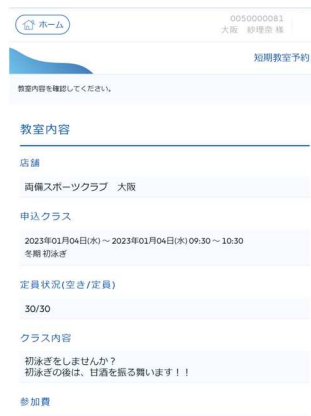 ホーム
0050000081
大阪 紗理奈 様
短期教室予約
教室内容を確認してください。
教室内容
店舗
両備スポーツクラブ 大阪
申込クラス
2023年01月04日(水) ~ 2023年01月04日(水) 09:30 ~ 10:30
冬期 初泳ぎ
定員状況(空き/定員)
30/30
クラス内容
初泳ぎをしませんか?
初泳ぎの後は、甘酒を振る舞います!!
参加費